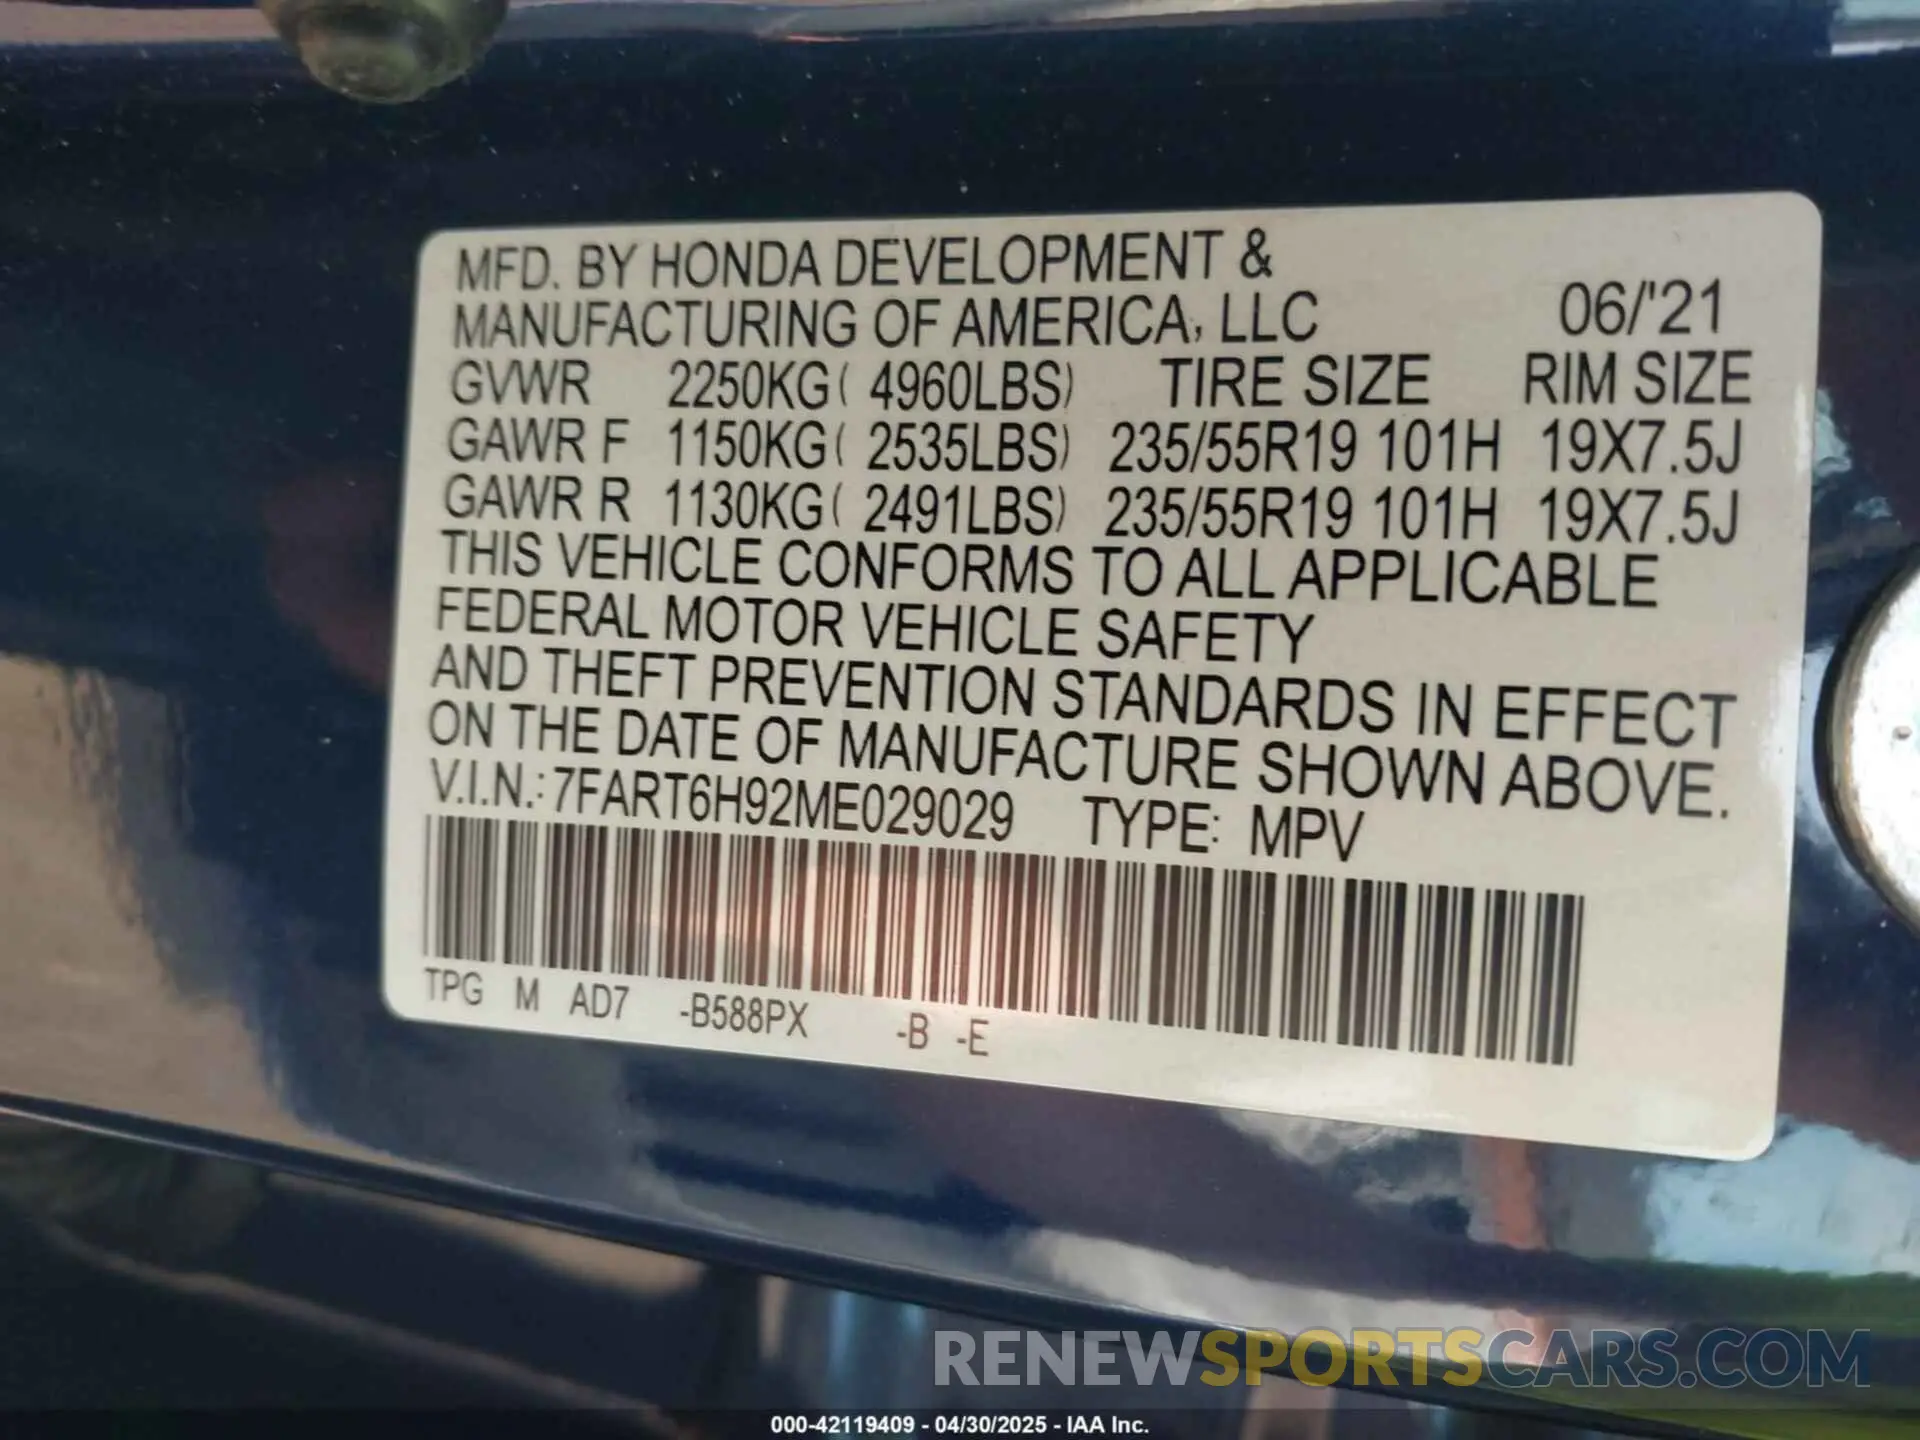 MFD. BY HONDA DEVELOPMENT &
MANUFACTURING OF AMERICA, LLC 06/'21
GVWR 2250KG( 4960LBS) TIRE SIZE RIM SIZE
GAWR F 1150KG( 2535LBS) 235/55R19 101H 19X7.5J
GAWR R 1130KG( 2491LBS) 235/55R19 101H 19X7.5J
THIS VEHICLE CONFORMS TO ALL APPLICABLE
FEDERAL MOTOR VEHICLE SAFETY
AND THEFT PREVENTION STANDARDS IN EFFECT
ON THE DATE OF MANUFACTURE SHOWN ABOVE.
V.I.N.: 7FART6H92ME029029 TYPE: MPV
TPG M AD7 -B588PX -B -E
RENEWSPORTSCARS.COM
000-42119409 - 04/30/2025 - IAA Inc.